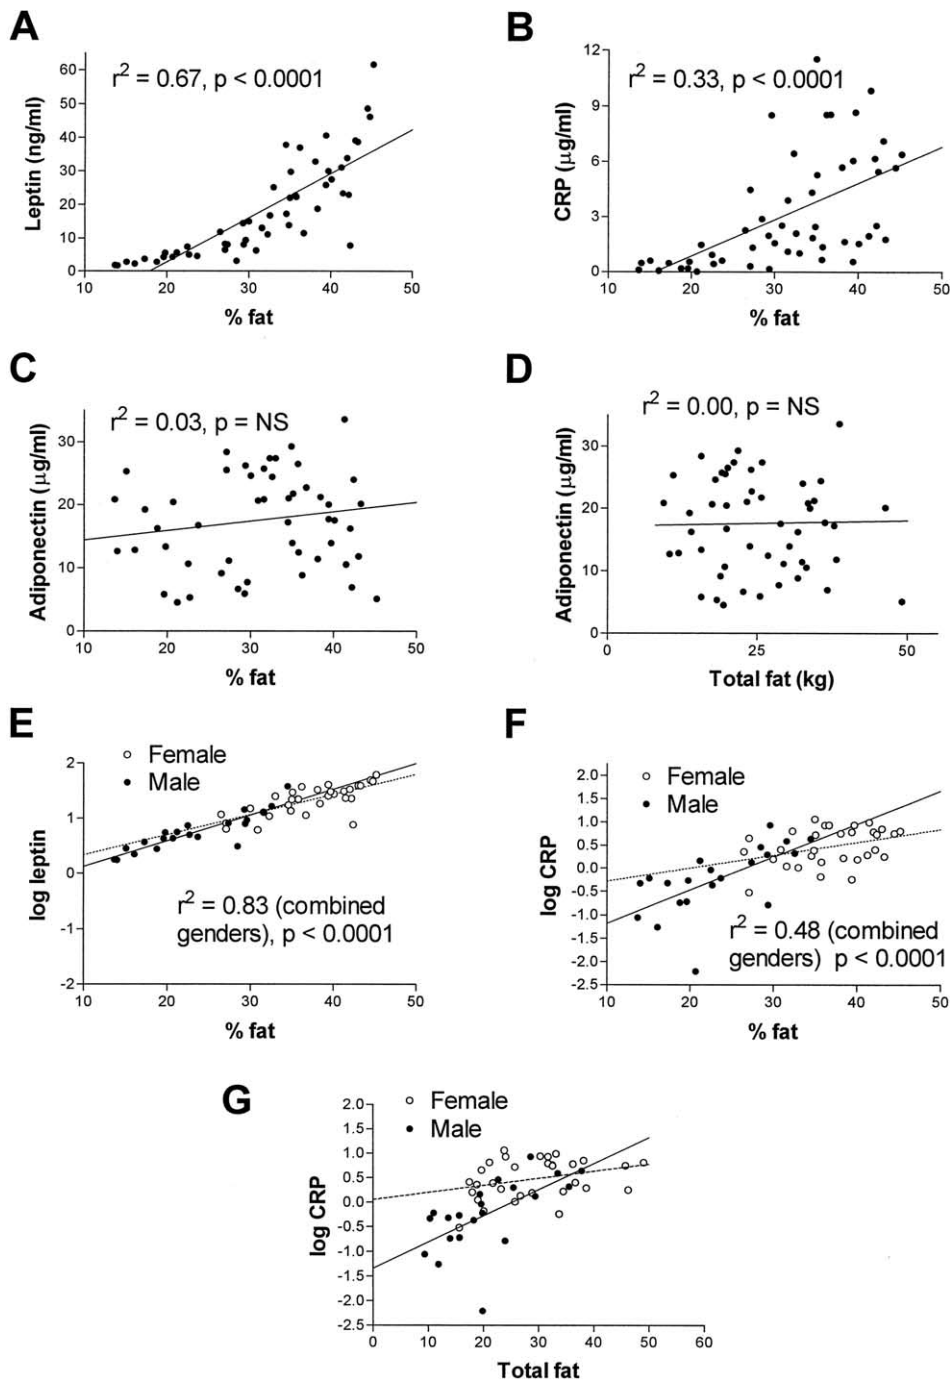 A
r² = 0.67, p < 0.0001
Leptin (ng/ml)
60
50
40
30
20
10
0
10 20 30 40 50
% fat
B
r² = 0.33, p < 0.0001
CRP (μg/ml)
12
9
6
3
0
10 20 30 40 50
% fat
C
r² = 0.03, p = NS
Adiponectin (μg/ml)
30
20
10
0
10 20 30 40 50
% fat
D
r² = 0.00, p = NS
Adiponectin (μg/ml)
30
20
10
0
0 25 50
Total fat (kg)
E
Female
Male
log leptin
2
1
0
-1
-2
r² = 0.83 (combined
genders), p < 0.0001
10 20 30 40 50
% fat
F
Female
Male
log CRP
2.0
1.5
1.0
0.5
0.0
-0.5
-1.0
-1.5
-2.0
-2.5
r² = 0.48 (combined
genders) p < 0.0001
10 20 30 40 50
% fat
G
Female
Male
log CRP
2.0
1.5
1.0
0.5
0.0
-0.5
-1.0
-1.5
-2.0
-2.5
0 10 20 30 40 50 60
Total fat